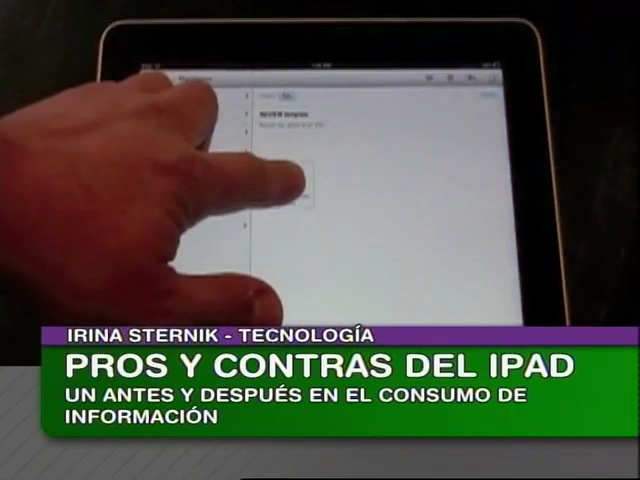 IRINA STERNIK - TECNOLOGÍA
PROS Y CONTRAS DEL IPAD
UN ANTES Y DESPUÉS EN EL CONSUMO DE
INFORMACIÓN